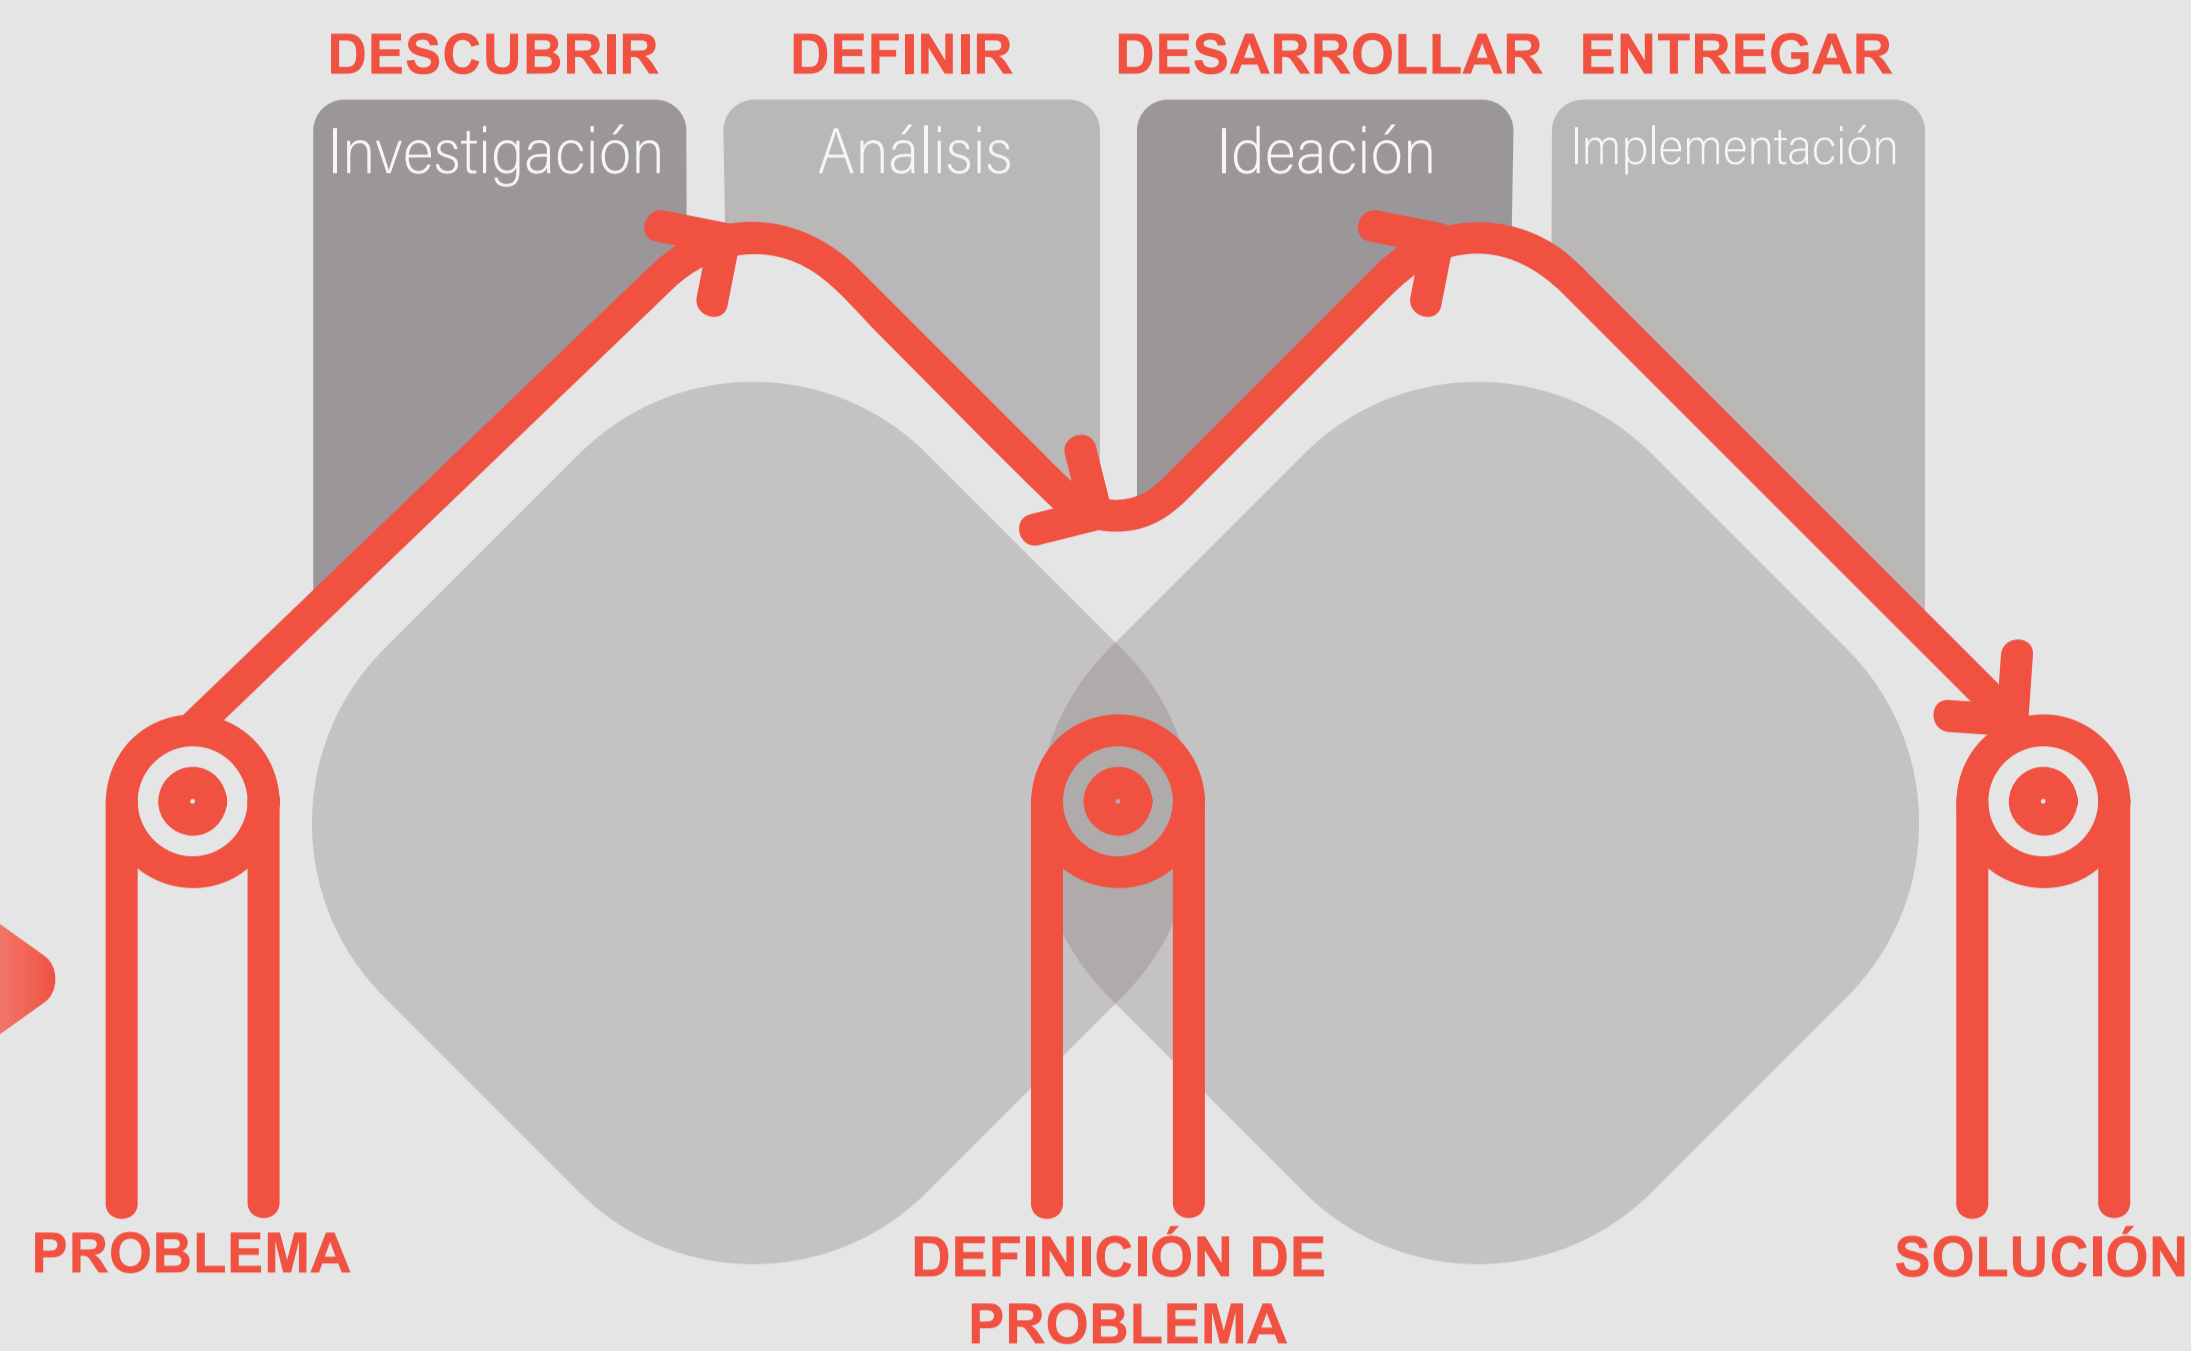 DESCUBRIR
DEFINIR
DESARROLLAR
ENTREGAR
Investigación
Análisis
Ideación
Implementación
PROBLEMA
DEFINICIÓN DE
PROBLEMA
SOLUCIÓN